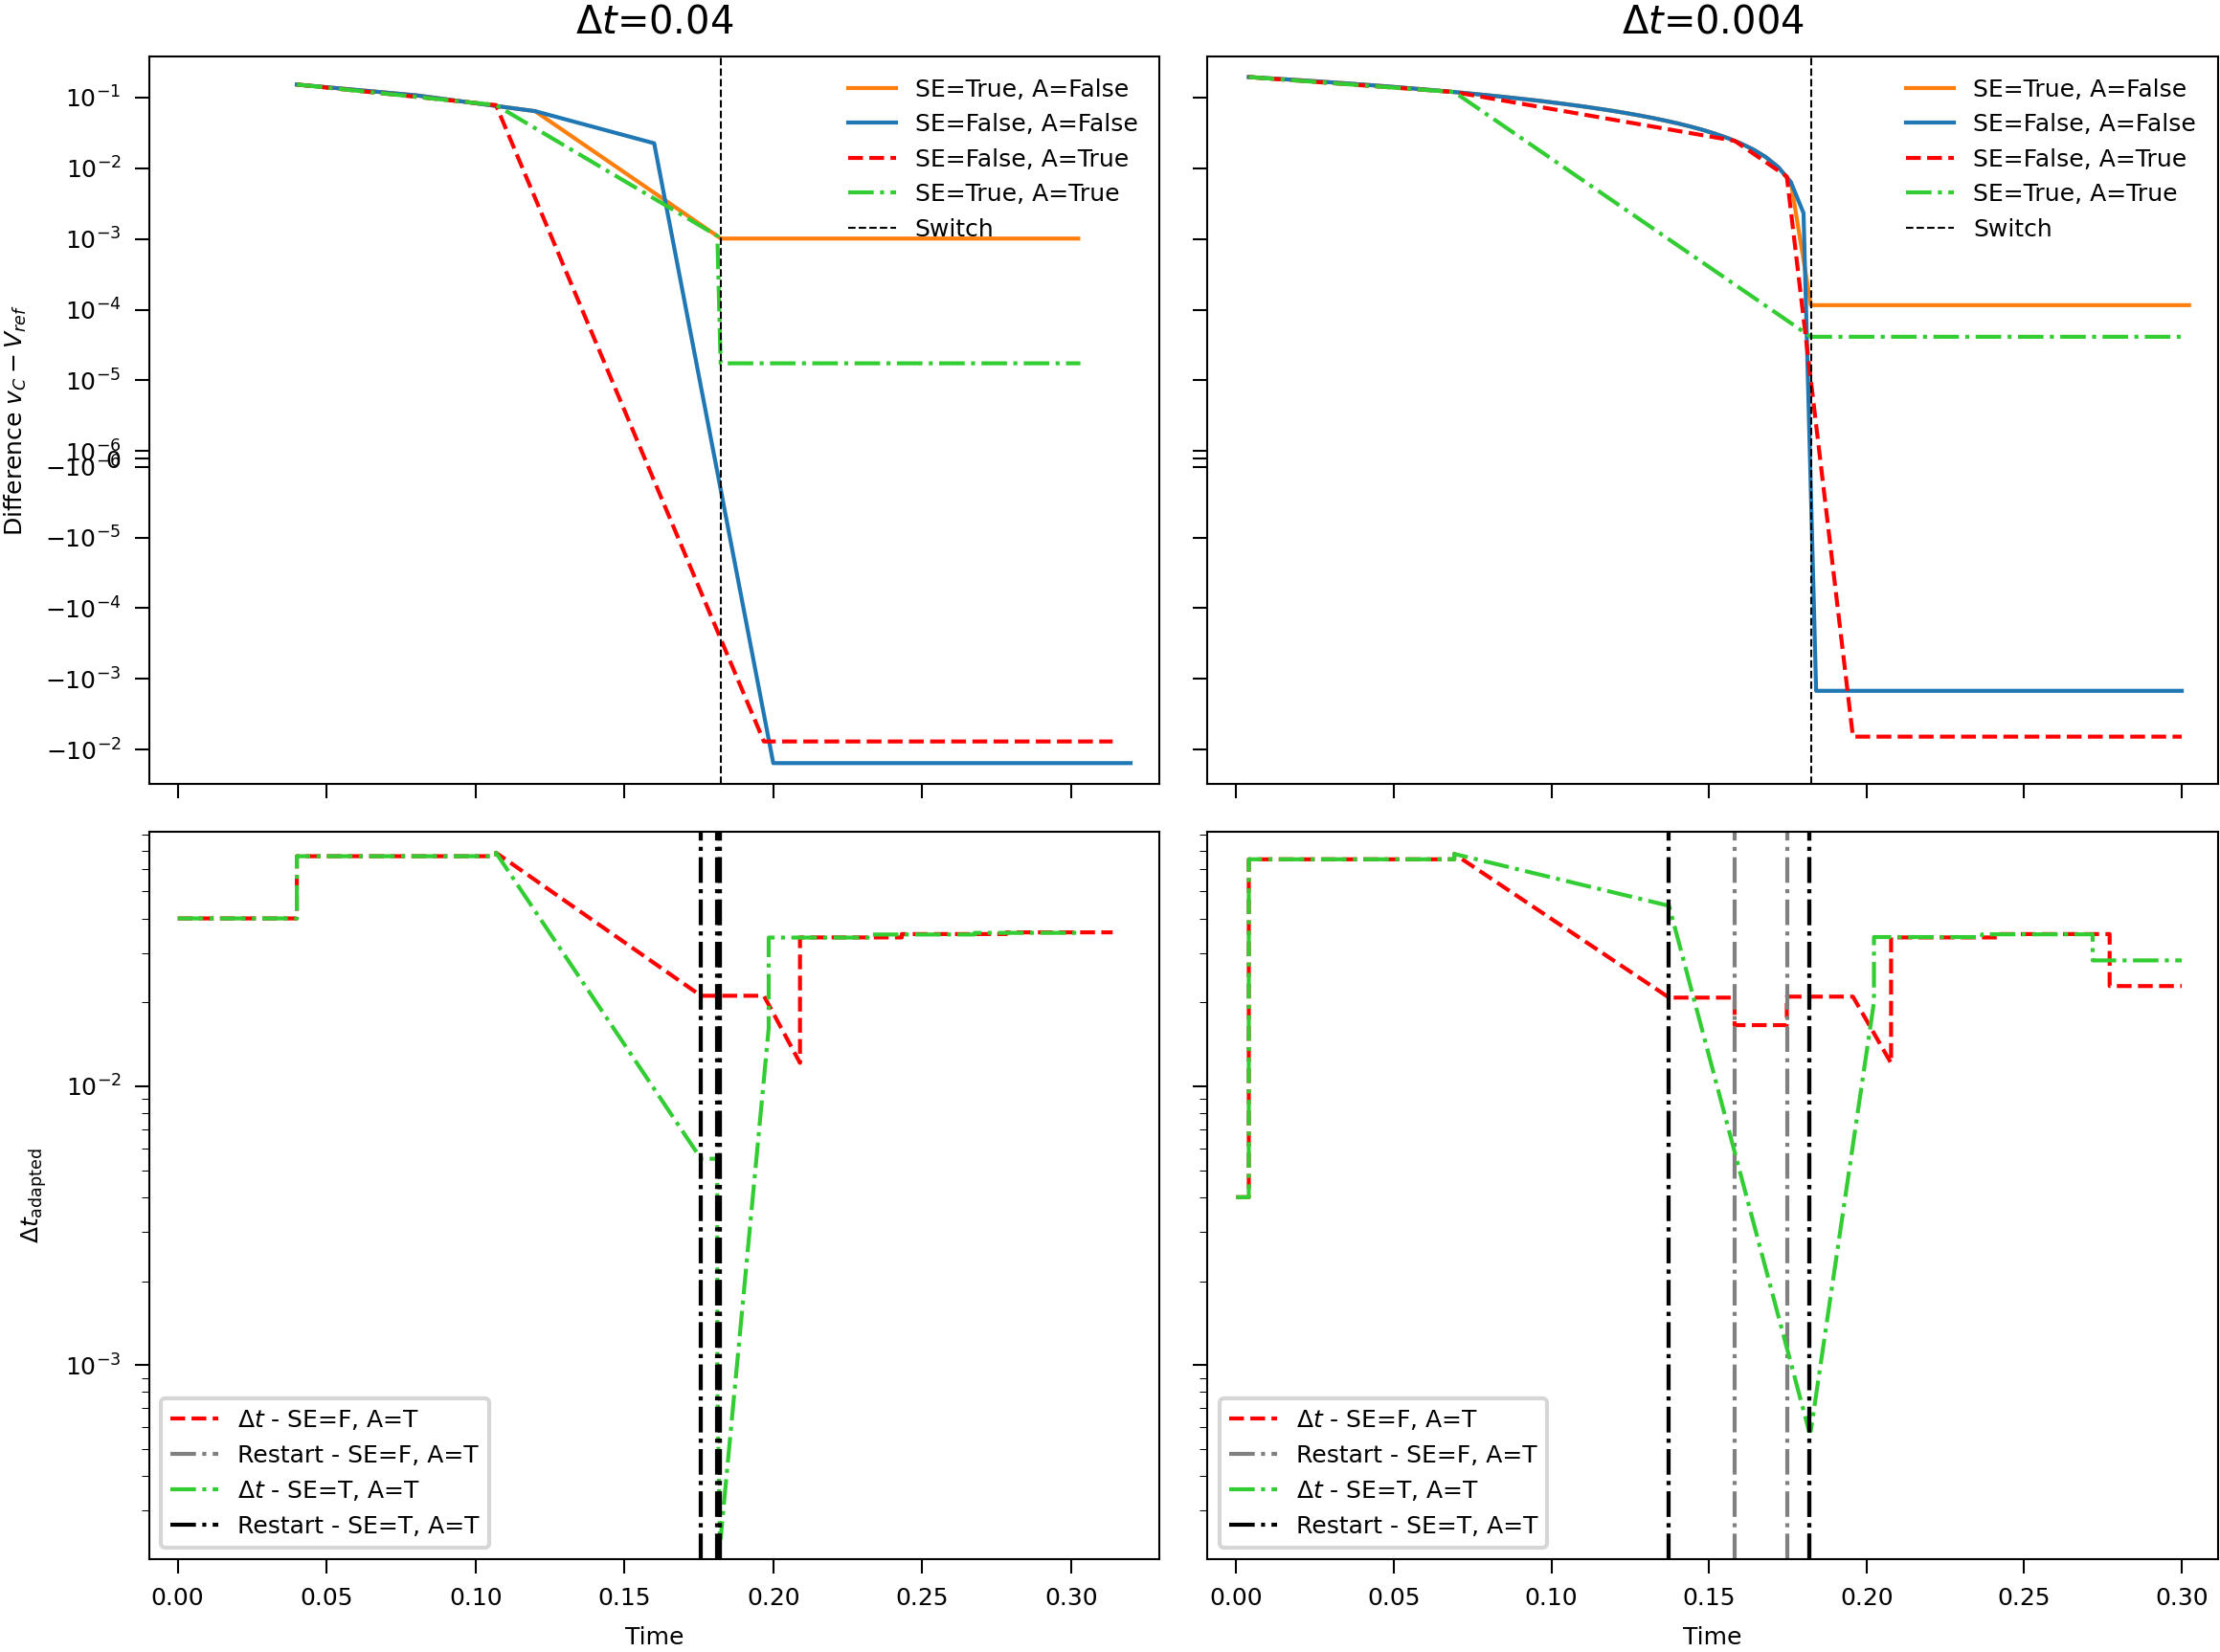 Δt=0.04
Δt=0.004
Difference v_C − V_ref
10⁻¹
10⁻²
10⁻³
10⁻⁴
10⁻⁵
10⁻⁶
0
−10⁻⁶
−10⁻⁵
−10⁻⁴
−10⁻³
−10⁻²
SE=True, A=False
SE=False, A=False
SE=False, A=True
SE=True, A=True
Switch
SE=True, A=False
SE=False, A=False
SE=False, A=True
SE=True, A=True
Switch
Δt_adapted
10⁻²
10⁻³
Δt - SE=F, A=T
Restart - SE=F, A=T
Δt - SE=T, A=T
Restart - SE=T, A=T
Δt - SE=F, A=T
Restart - SE=F, A=T
Δt - SE=T, A=T
Restart - SE=T, A=T
0.00 0.05 0.10 0.15 0.20 0.25 0.30
0.00 0.05 0.10 0.15 0.20 0.25 0.30
Time
Time